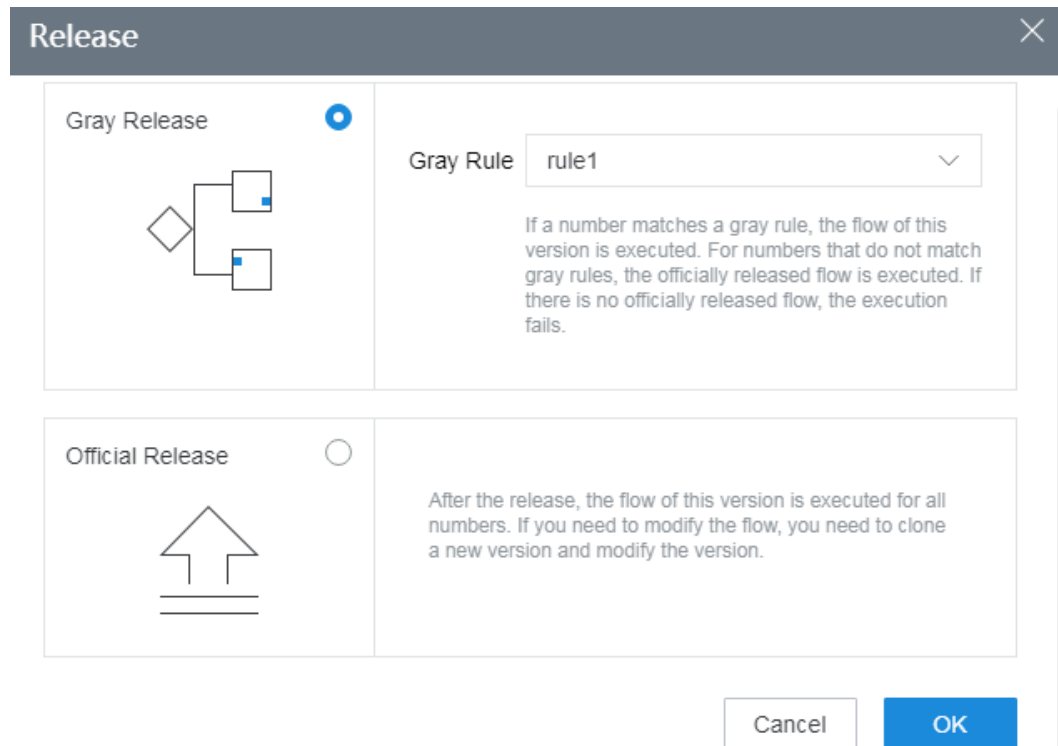 Release
Gray Release
Gray Rule
rule1
If a number matches a gray rule, the flow of this
version is executed. For numbers that do not match
gray rules, the officially released flow is executed. If
there is no officially released flow, the execution
fails.
Official Release
After the release, the flow of this version is executed for all
numbers. If you need to modify the flow, you need to clone
a new version and modify the version.
Cancel
OK